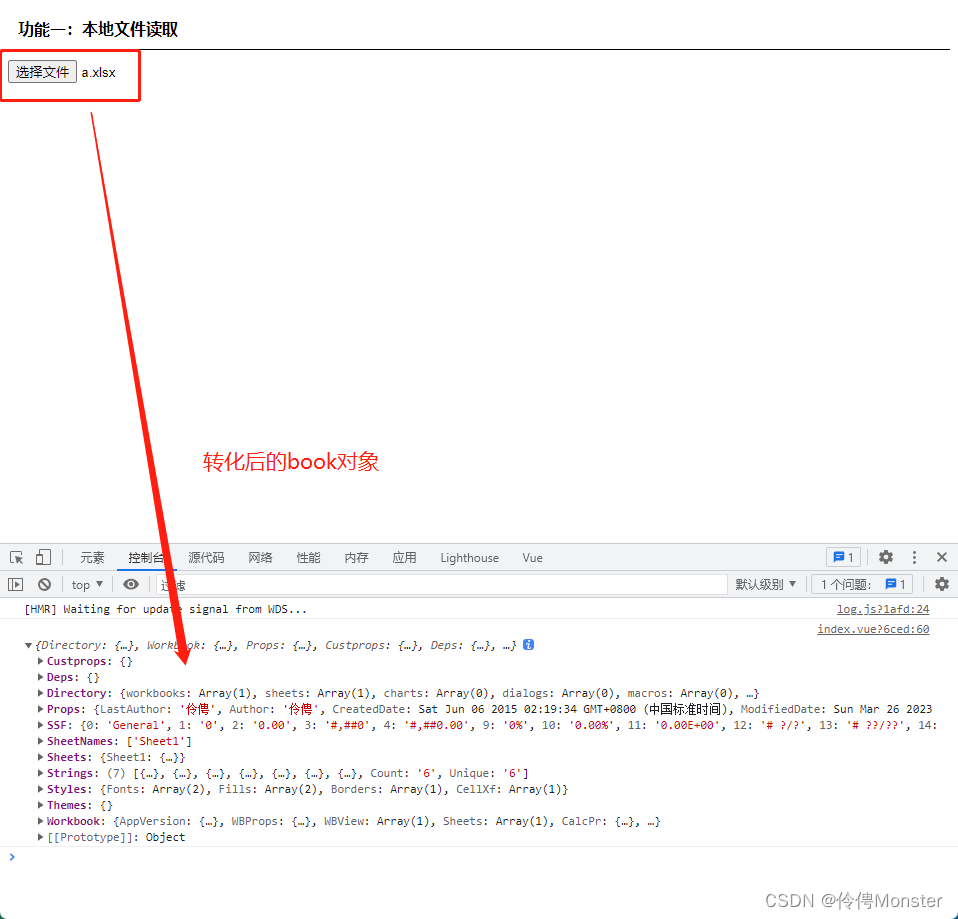 功能一：本地文件读取
选择文件 a.xlsx
转化后的book对象
元素 控制台 源代码 网络 性能 内存 应用 Lighthouse Vue 1
top ▼ 过滤 默认级别 ▼ 1 个问题: 1
[HMR] Waiting for update signal from WDS... log.js?1afd:24
index.vue?6ced:60
▼{Directory: {…}, Workbook: {…}, Props: {…}, Custprops: {…}, Deps: {…}, …} i
▶Custprops: {}
▶Deps: {}
▶Directory: {workbooks: Array(1), sheets: Array(1), charts: Array(0), dialogs: Array(0), macros: Array(0), …}
▶Props: {LastAuthor: '伶俜', Author: '伶俜', CreatedDate: Sat Jun 06 2015 02:19:34 GMT+0800 (中国标准时间), ModifiedDate: Sun Mar 26 2023
▶SSF: {0: 'General', 1: '0', 2: '0.00', 3: '#,##0', 4: '#,##0.00', 9: '0%', 10: '0.00%', 11: '0.00E+00', 12: '# ?/?', 13: '# ??/??', 14:
▶SheetNames: ['Sheet1']
▶Sheets: {Sheet1: {…}}
▶Strings: (7) [{…}, {…}, {…}, {…}, {…}, {…}, {…}, Count: '6', Unique: '6']
▶Styles: {Fonts: Array(2), Fills: Array(2), Borders: Array(1), CellXf: Array(1)}
▶Themes: {}
▶Workbook: {AppVersion: {…}, WBProps: {…}, WBView: Array(1), Sheets: Array(1), CalcPr: {…}, …}
▶[[Prototype]]: Object
CSDN @伶俜Monster